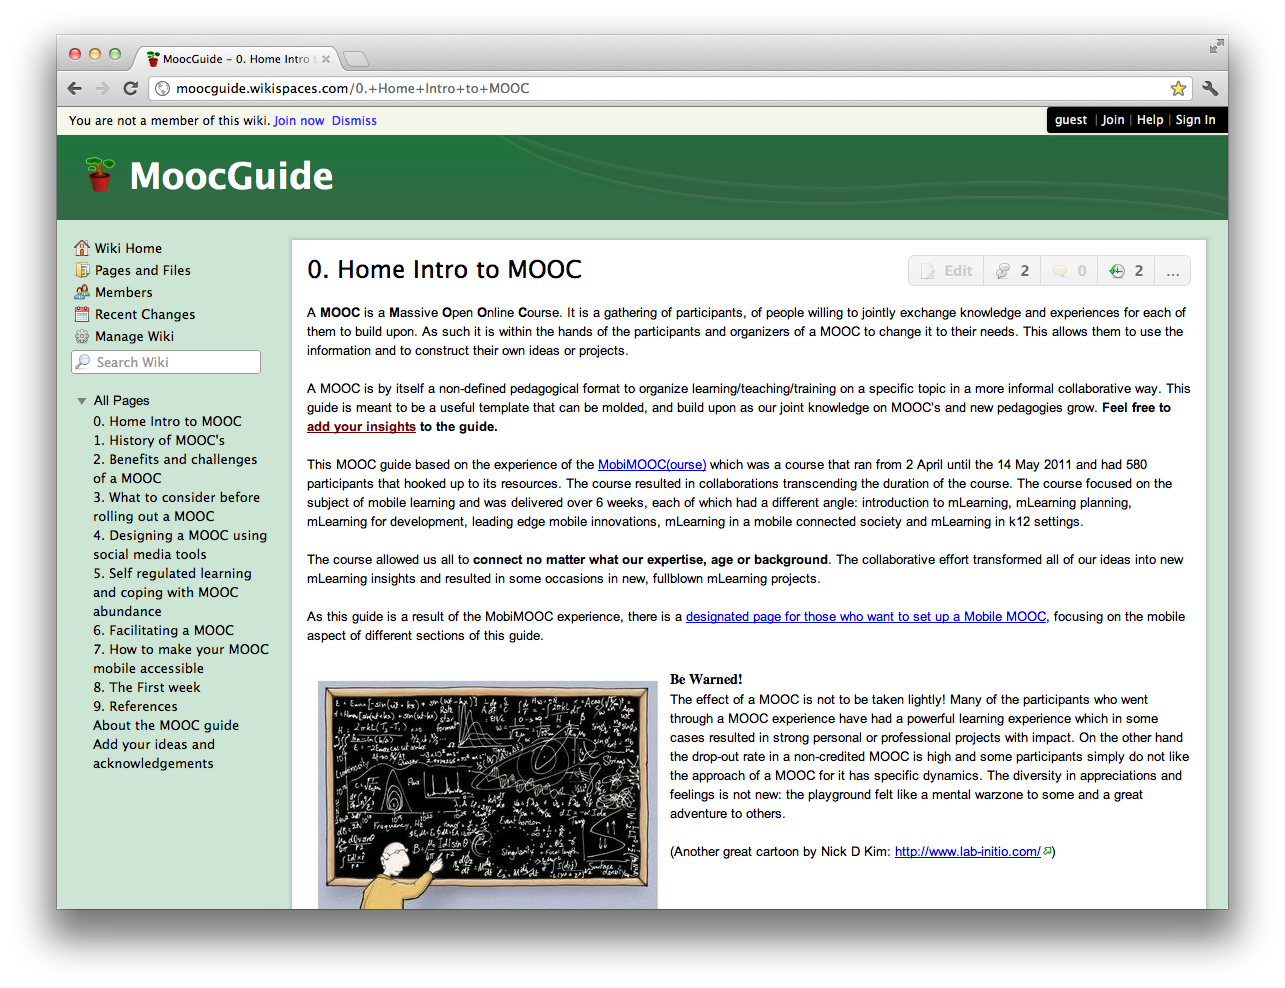 MoocGuide – 0. Home Intro t
moocguide.wikispaces.com/0.+Home+Intro+to+MOOC
You are not a member of this wiki. Join now Dismiss
guest | Join | Help | Sign In
MoocGuide
Wiki Home
Pages and Files
Members
Recent Changes
Manage Wiki
Search Wiki
All Pages
0. Home Intro to MOOC
1. History of MOOC's
2. Benefits and challenges
of a MOOC
3. What to consider before
rolling out a MOOC
4. Designing a MOOC using
social media tools
5. Self regulated learning
and coping with MOOC
abundance
6. Facilitating a MOOC
7. How to make your MOOC
mobile accessible
8. The First week
9. References
About the MOOC guide
Add your ideas and
acknowledgements
0. Home Intro to MOOC
Edit 2 0 2 ...
A MOOC is a Massive Open Online Course. It is a gathering of participants, of people willing to jointly exchange knowledge and experiences for each of
them to build upon. As such it is within the hands of the participants and organizers of a MOOC to change it to their needs. This allows them to use the
information and to construct their own ideas or projects.
A MOOC is by itself a non-defined pedagogical format to organize learning/teaching/training on a specific topic in a more informal collaborative way. This
guide is meant to be a useful template that can be molded, and build upon as our joint knowledge on MOOC's and new pedagogies grow. Feel free to
add your insights to the guide.
This MOOC guide based on the experience of the MobiMOOC(ourse) which was a course that ran from 2 April until the 14 May 2011 and had 580
participants that hooked up to its resources. The course resulted in collaborations transcending the duration of the course. The course focused on the
subject of mobile learning and was delivered over 6 weeks, each of which had a different angle: introduction to mLearning, mLearning planning,
mLearning for development, leading edge mobile innovations, mLearning in a mobile connected society and mLearning in k12 settings.
The course allowed us all to connect no matter what our expertise, age or background. The collaborative effort transformed all of our ideas into new
mLearning insights and resulted in some occasions in new, fullblown mLearning projects.
As this guide is a result of the MobiMOOC experience, there is a designated page for those who want to set up a Mobile MOOC, focusing on the mobile
aspect of different sections of this guide.
Be Warned!
The effect of a MOOC is not to be taken lightly! Many of the participants who went
through a MOOC experience have had a powerful learning experience which in some
cases resulted in strong personal or professional projects with impact. On the other hand
the drop-out rate in a non-credited MOOC is high and some participants simply do not like
the approach of a MOOC for it has specific dynamics. The diversity in appreciations and
feelings is not new: the playground felt like a mental warzone to some and a great
adventure to others.
(Another great cartoon by Nick D Kim: http://www.lab-initio.com/)
Luminosity
Quasar
Flux
Rate
star
format
Strings
Frequency, Hz
Event horizon
Singularity
Focal length
Surface
density